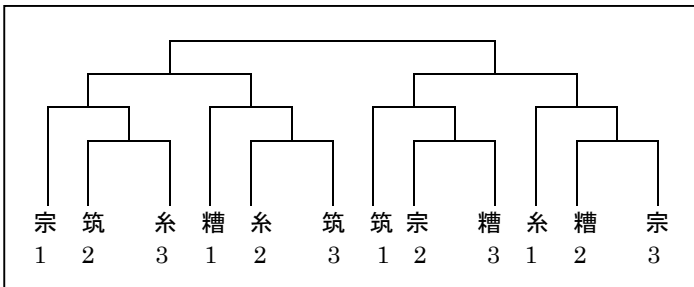 宗 筑 糸 糟 糸 筑 筑 宗 糟 糸 糟 宗
1 2 3 1 2 3 1 2 3 1 2 3